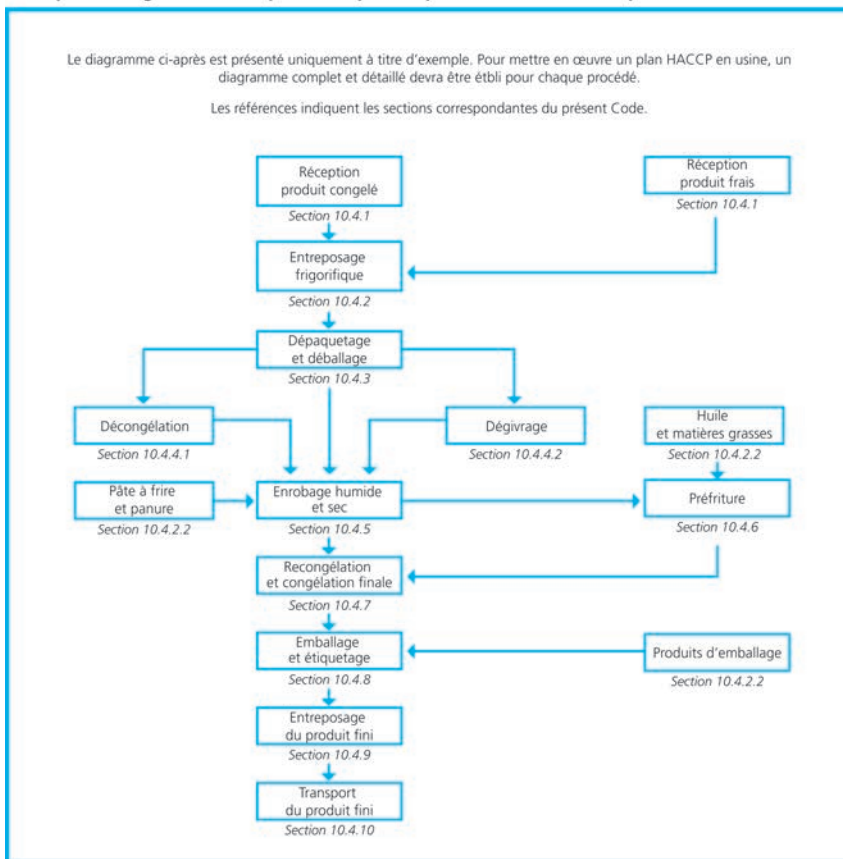 Le diagramme ci-après est présenté uniquement à titre d'exemple. Pour mettre en œuvre un plan HACCP en usine, un
diagramme complet et détaillé devra être étbli pour chaque procédé.
Les références indiquent les sections correspondantes du présent Code.
Réception
produit congelé
Section 10.4.1
Réception
produit frais
Section 10.4.1
Entreposage
frigorifique
Section 10.4.2
Dépaquetage
et déballage
Section 10.4.3
Décongélation
Section 10.4.4.1
Dégivrage
Section 10.4.4.2
Huile
et matières grasses
Section 10.4.2.2
Pâte à frire
et panure
Section 10.4.2.2
Enrobage humide
et sec
Section 10.4.5
Préfriture
Section 10.4.6
Recongélation
et congélation finale
Section 10.4.7
Emballage
et étiquetage
Section 10.4.8
Produits d'emballage
Section 10.4.2.2
Entreposage
du produit fini
Section 10.4.9
Transport
du produit fini
Section 10.4.10